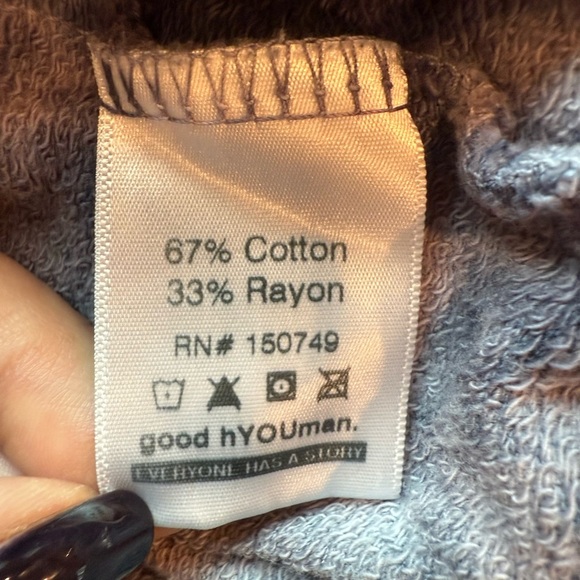 67% Cotton
33% Rayon
RN# 150749
good hYOUman.
EVERYONE HAS A STORY